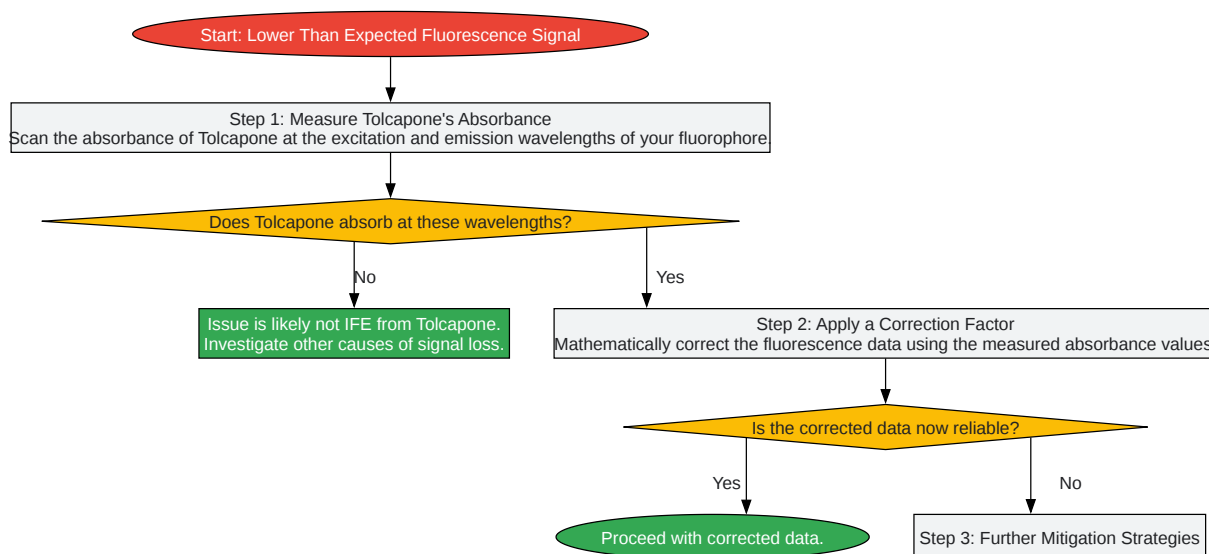 Start: Lower Than Expected Fluorescence Signal
Step 1: Measure Tolcapone's Absorbance
Scan the absorbance of Tolcapone at the excitation and emission wavelengths of your fluorophore.
Does Tolcapone absorb at these wavelengths?
No
Yes
Issue is likely not IFE from Tolcapone.
Investigate other causes of signal loss.
Step 2: Apply a Correction Factor
Mathematically correct the fluorescence data using the measured absorbance values
Is the corrected data now reliable?
Yes
No
Proceed with corrected data.
Step 3: Further Mitigation Strategies